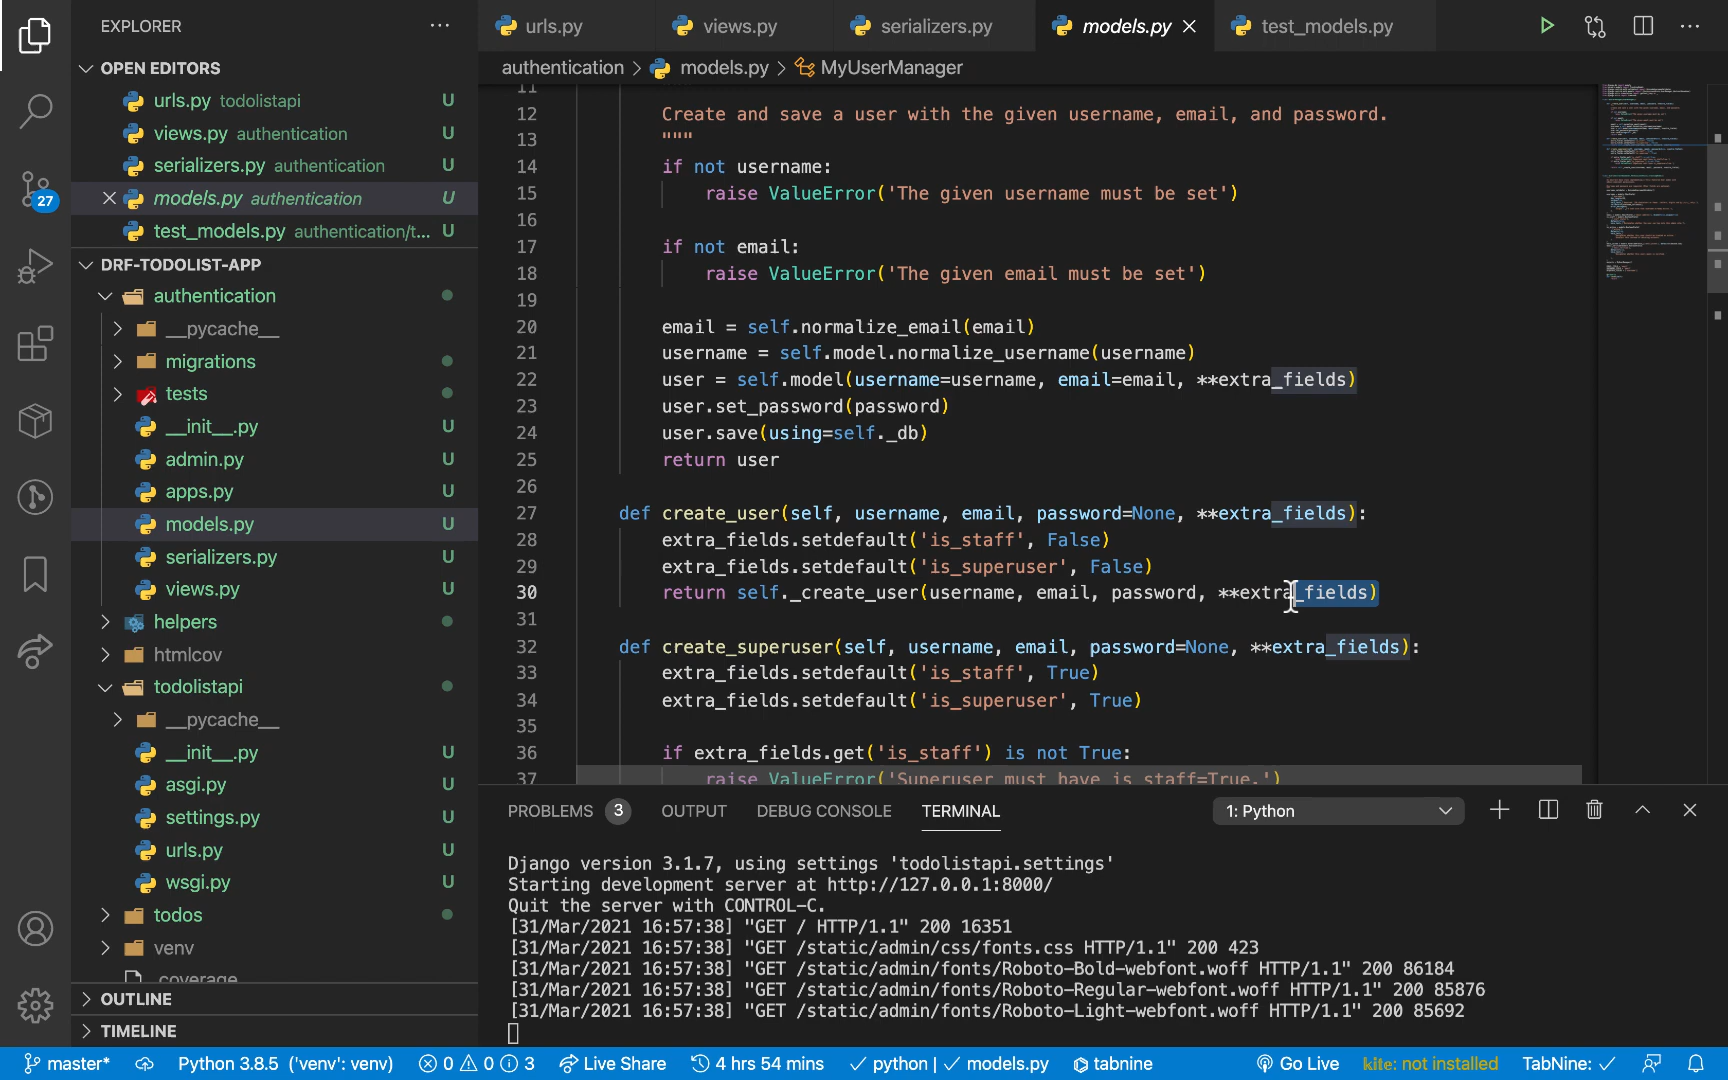 EXPLORER
OPEN EDITORS
urls.py todolistapi U
views.py authentication U
serializers.py authentication U
models.py authentication U
test_models.py authentication/t... U
DRF-TODOLIST-APP
authentication
__pycache__
migrations
tests
__init__.py U
admin.py U
apps.py U
models.py U
serializers.py U
views.py U
helpers
htmlcov
todolistapi
__pycache__
__init__.py U
asgi.py U
settings.py U
urls.py U
wsgi.py U
todos
venv
.coverage
OUTLINE
TIMELINE
27
urls.py views.py serializers.py models.py test_models.py
authentication > models.py > MyUserManager
11
12 Create and save a user with the given username, email, and password.
13 """
14 if not username:
15 raise ValueError('The given username must be set')
16
17 if not email:
18 raise ValueError('The given email must be set')
19
20 email = self.normalize_email(email)
21 username = self.model.normalize_username(username)
22 user = self.model(username=username, email=email, **extra_fields)
23 user.set_password(password)
24 user.save(using=self._db)
25 return user
26
27 def create_user(self, username, email, password=None, **extra_fields):
28 extra_fields.setdefault('is_staff', False)
29 extra_fields.setdefault('is_superuser', False)
30 return self._create_user(username, email, password, **extra_fields)
31
32 def create_superuser(self, username, email, password=None, **extra_fields):
33 extra_fields.setdefault('is_staff', True)
34 extra_fields.setdefault('is_superuser', True)
35
36 if extra_fields.get('is_staff') is not True:
37 raise ValueError('Superuser must have is_staff=True.')
PROBLEMS 3 OUTPUT DEBUG CONSOLE TERMINAL 1: Python
Django version 3.1.7, using settings 'todolistapi.settings'
Starting development server at http://127.0.0.1:8000/
Quit the server with CONTROL-C.
[31/Mar/2021 16:57:38] "GET / HTTP/1.1" 200 16351
[31/Mar/2021 16:57:38] "GET /static/admin/css/fonts.css HTTP/1.1" 200 423
[31/Mar/2021 16:57:38] "GET /static/admin/fonts/Roboto-Bold-webfont.woff HTTP/1.1" 200 86184
[31/Mar/2021 16:57:38] "GET /static/admin/fonts/Roboto-Regular-webfont.woff HTTP/1.1" 200 85876
[31/Mar/2021 16:57:38] "GET /static/admin/fonts/Roboto-Light-webfont.woff HTTP/1.1" 200 85692
master* Python 3.8.5 ('venv': venv) 0 0 3 Live Share 4 hrs 54 mins python | models.py tabnine Go Live kite: not installed TabNine: